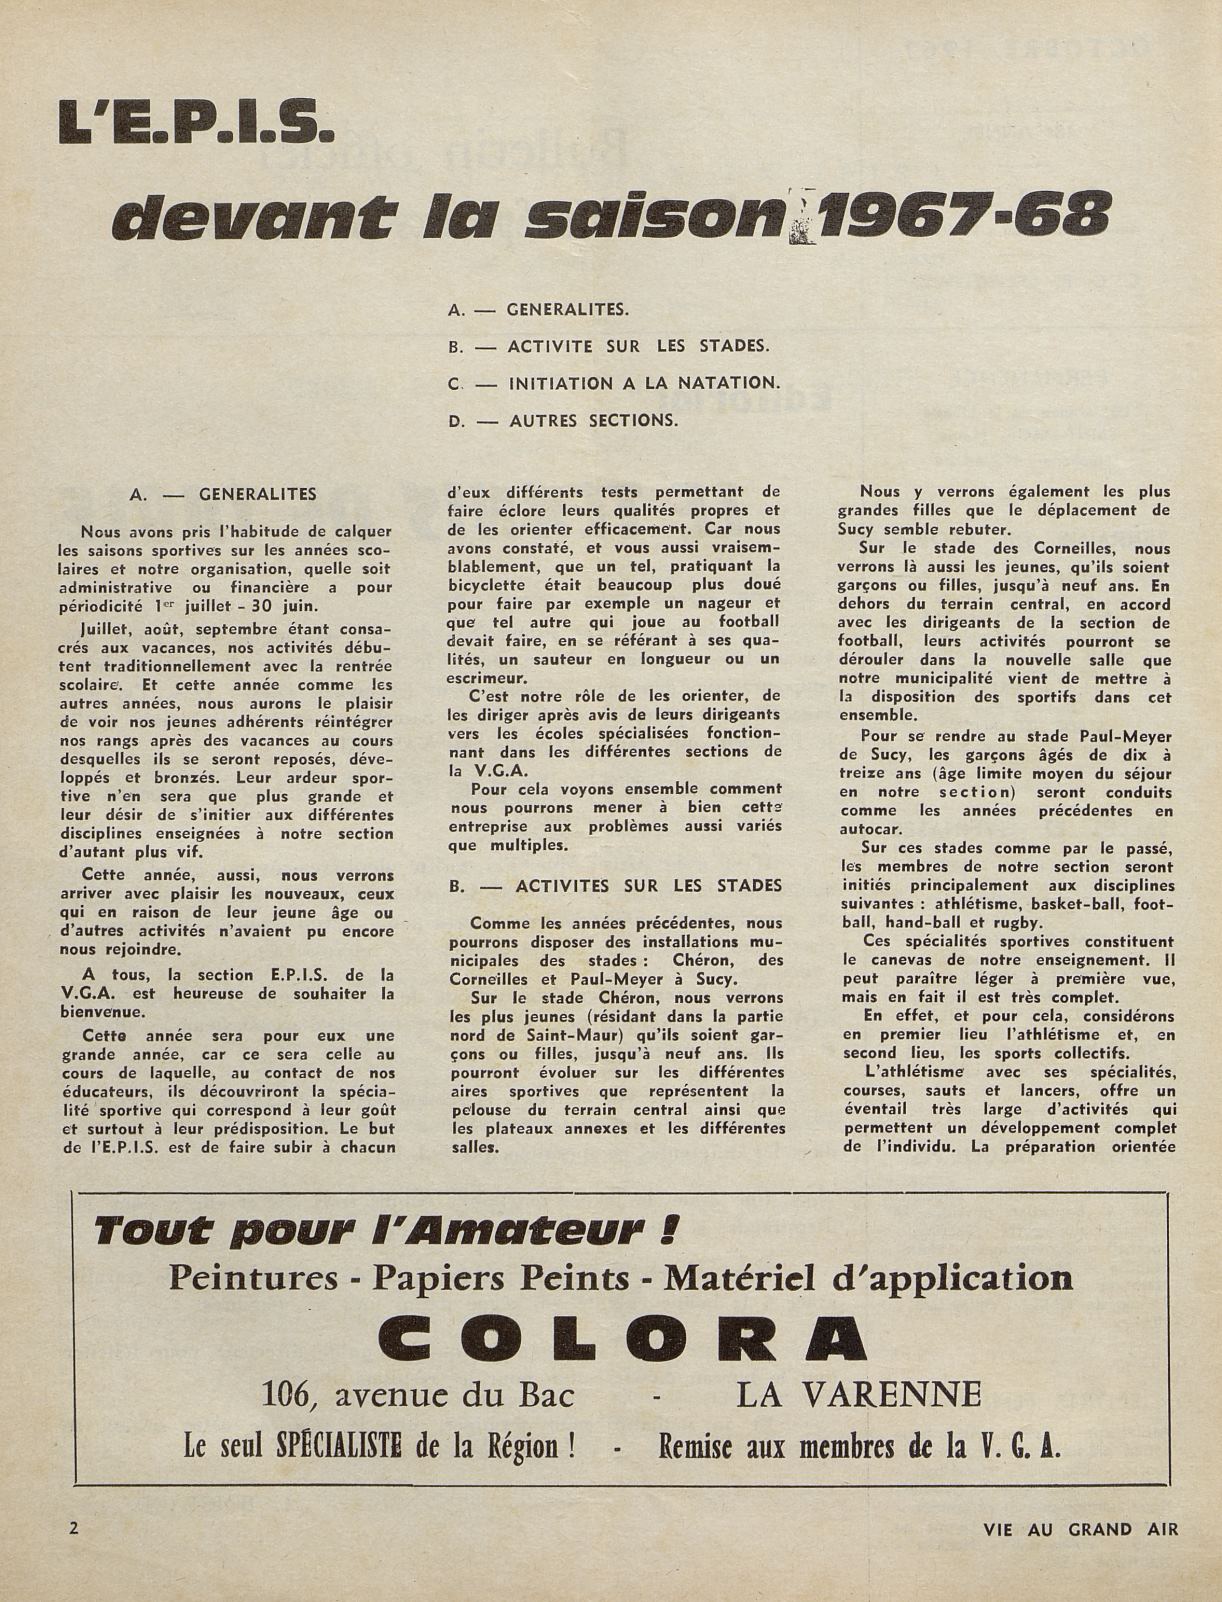 L'E.P.I.S.
devant la saison 1967-68
A. — GENERALITES.
B. — ACTIVITE SUR LES STADES.
C. — INITIATION A LA NATATION.
D. — AUTRES SECTIONS.
A. — GENERALITES
Nous avons pris l'habitude de calquer
les saisons sportives sur les années sco-
laires et notre organisation, quelle soit
administrative ou financière a pour
périodicité 1er juillet - 30 juin.
Juillet, août, septembre étant consa-
crés aux vacances, nos activités débu-
tent traditionnellement avec la rentrée
scolaire. Et cette année comme les
autres années, nous aurons le plaisir
de voir nos jeunes adhérents réintégrer
nos rangs après des vacances au cours
desquelles ils se seront reposés, déve-
loppés et bronzés. Leur ardeur spor-
tive n'en sera que plus grande et
leur désir de s'initier aux différentes
disciplines enseignées à notre section
d'autant plus vif.
Cette année, aussi, nous verrons
arriver avec plaisir les nouveaux, ceux
qui en raison de leur jeune âge ou
d'autres activités n'avaient pu encore
nous rejoindre.
A tous, la section E.P.I.S. de la
V.G.A. est heureuse de souhaiter la
bienvenue.
Cette année sera pour eux une
grande année, car ce sera celle au
cours de laquelle, au contact de nos
éducateurs, ils découvriront la spécia-
lité sportive qui correspond à leur goût
et surtout à leur prédisposition. Le but
de l'E.P.I.S. est de faire subir à chacun
d'eux différents tests permettant de
faire éclore leurs qualités propres et
de les orienter efficacement. Car nous
avons constaté, et vous aussi vraisem-
blablement, que un tel, pratiquant la
bicyclette était beaucoup plus doué
pour faire par exemple un nageur et
que tel autre qui joue au football
devait faire, en se référant à ses qua-
lités, un sauteur en longueur ou un
escrimeur.
C'est notre rôle de les orienter, de
les diriger après avis de leurs dirigeants
vers les écoles spécialisées fonction-
nant dans les différentes sections de
la V.G.A.
Pour cela voyons ensemble comment
nous pourrons mener à bien cette
entreprise aux problèmes aussi variés
que multiples.
B. — ACTIVITES SUR LES STADES
Comme les années précédentes, nous
pourrons disposer des installations mu-
nicipales des stades : Chéron, des
Corneilles et Paul-Meyer à Sucy.
Sur le stade Chéron, nous verrons
les plus jeunes (résidant dans la partie
nord de Saint-Maur) qu'ils soient gar-
çons ou filles, jusqu'à neuf ans. Ils
pourront évoluer sur les différentes
aires sportives que représentent la
pelouse du terrain central ainsi que
les plateaux annexes et les différentes
salles.
Nous y verrons également les plus
grandes filles que le déplacement de
Sucy semble rebuter.
Sur le stade des Corneilles, nous
verrons là aussi les jeunes, qu'ils soient
garçons ou filles, jusqu'à neuf ans. En
dehors du terrain central, en accord
avec les dirigeants de la section de
football, leurs activités pourront se
dérouler dans la nouvelle salle que
notre municipalité vient de mettre à
la disposition des sportifs dans cet
ensemble.
Pour se rendre au stade Paul-Meyer
de Sucy, les garçons âgés de dix à
treize ans (âge limite moyen du séjour
en notre section) seront conduits
comme les années précédentes en
autocar.
Sur ces stades comme par le passé,
les membres de notre section seront
initiés principalement aux disciplines
suivantes : athlétisme, basket-ball, foot-
ball, hand-ball et rugby.
Ces spécialités sportives constituent
le canevas de notre enseignement. Il
peut paraître léger à première vue,
mais en fait il est très complet.
En effet, et pour cela, considérons
en premier lieu l'athlétisme et, en
second lieu, les sports collectifs.
L'athlétisme avec ses spécialités,
courses, sauts et lancers, offre un
éventail très large d'activités qui
permettent un développement complet
de l'individu. La préparation orientée
Tout pour l'Amateur !
Peintures - Papiers Peints - Matériel d'application
COLORA
106, avenue du Bac - LA VARENNE
Le seul SPÉCIALISTE de la Région ! - Remise aux membres de la V. G. A.
2
VIE AU GRAND AIR